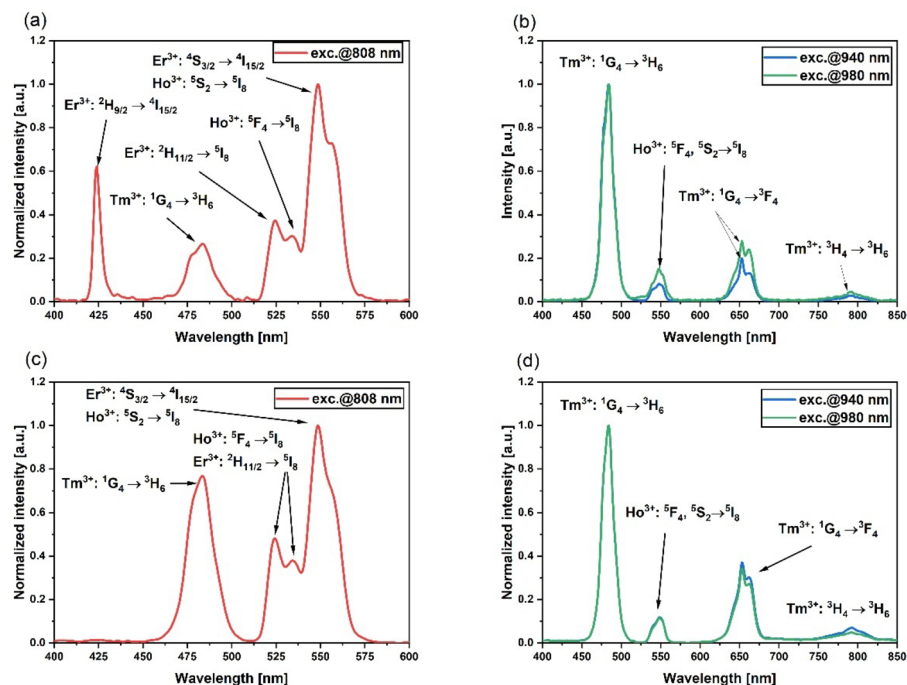 (a)
exc.@808 nm
Er³⁺: ⁴S₃/₂ → ⁴I₁₅/₂
Ho³⁺: ⁵S₂ → ⁵I₈
Er³⁺: ²H₉/₂ → ⁴I₁₅/₂
Ho³⁺: ⁵F₄ → ⁵I₈
Er³⁺: ²H₁₁/₂ → ⁵I₈
Tm³⁺: ¹G₄ → ³H₆
Normalized intensity [a.u.]
1.2
1.0
0.8
0.6
0.4
0.2
0.0
400 425 450 475 500 525 550 575 600
Wavelength [nm]
(b)
exc.@940 nm
exc.@980 nm
Tm³⁺: ¹G₄ → ³H₆
Ho³⁺: ⁵F₄, ⁵S₂→⁵I₈
Tm³⁺: ¹G₄ → ³F₄
Tm³⁺: ³H₄ → ³H₆
Intensity [a.u.]
1.2
1.0
0.8
0.6
0.4
0.2
0.0
400 450 500 550 600 650 700 750 800 850
Wavelength [nm]
(c)
exc.@808 nm
Er³⁺: ⁴S₃/₂ → ⁴I₁₅/₂
Ho³⁺: ⁵S₂ → ⁵I₈
Ho³⁺: ⁵F₄ → ⁵I₈
Er³⁺: ²H₁₁/₂ → ⁵I₈
Tm³⁺: ¹G₄ → ³H₆
Normalized intensity [a.u.]
1.2
1.0
0.8
0.6
0.4
0.2
0.0
400 425 450 475 500 525 550 575 600
Wavelength [nm]
(d)
exc.@940 nm
exc.@980 nm
Tm³⁺: ¹G₄ → ³H₆
Ho³⁺: ⁵F₄, ⁵S₂→⁵I₈
Tm³⁺: ¹G₄ → ³F₄
Tm³⁺: ³H₄ → ³H₆
Normalized intensity [a.u.]
1.2
1.0
0.8
0.6
0.4
0.2
0.0
400 450 500 550 600 650 700 750 800 850
Wavelength [nm]